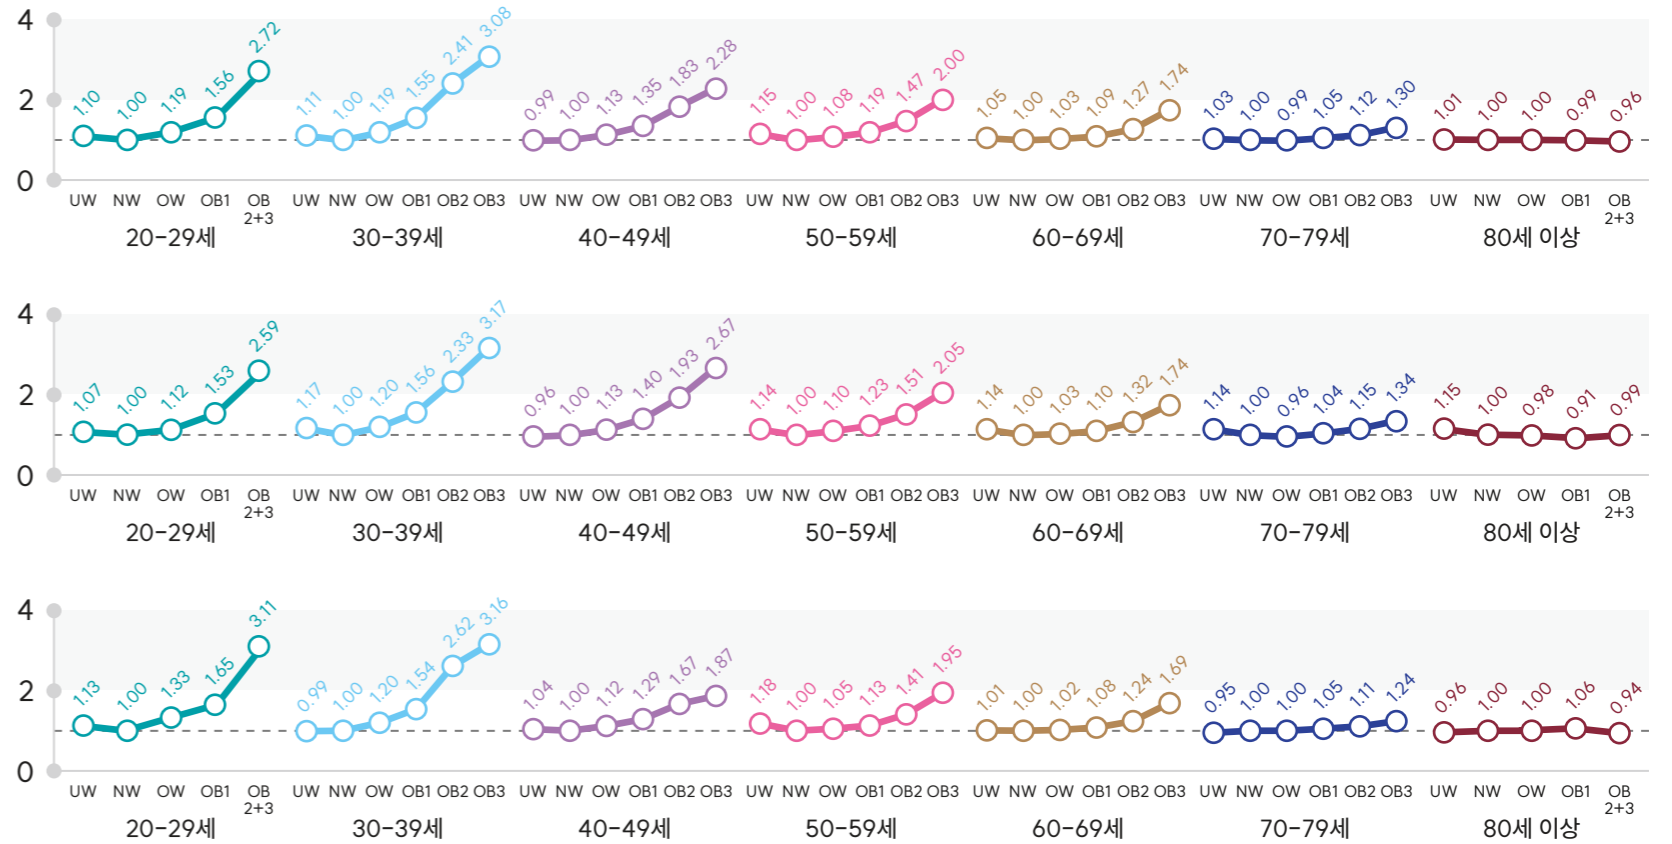 4
2
0
1.10 1.00 1.19 1.56 2.72 1.11 1.00 1.19 1.55 2.41 3.08 0.99 1.00 1.13 1.35 1.83 2.28 1.15 1.00 1.08 1.19 1.47 2.00 1.05 1.00 1.03 1.09 1.27 1.74 1.03 1.00 0.99 1.05 1.12 1.30 1.01 1.00 1.00 0.99 0.96
UW NW OW OB1 OB 2+3 UW NW OW OB1 OB2 OB3 UW NW OW OB1 OB2 OB3 UW NW OW OB1 OB2 OB3 UW NW OW OB1 OB2 OB3 UW NW OW OB1 OB2 OB3 UW NW OW OB1 OB 2+3
20-29세 30-39세 40-49세 50-59세 60-69세 70-79세 80세 이상
4
2
0
1.07 1.00 1.12 1.53 2.59 1.17 1.00 1.20 1.56 2.33 3.17 0.96 1.00 1.13 1.40 1.93 2.67 1.14 1.00 1.10 1.23 1.51 2.05 1.14 1.00 1.03 1.10 1.32 1.74 1.14 1.00 0.96 1.04 1.15 1.34 1.15 1.00 0.98 0.91 0.99
UW NW OW OB1 OB 2+3 UW NW OW OB1 OB2 OB3 UW NW OW OB1 OB2 OB3 UW NW OW OB1 OB2 OB3 UW NW OW OB1 OB2 OB3 UW NW OW OB1 OB2 OB3 UW NW OW OB1 OB 2+3
20-29세 30-39세 40-49세 50-59세 60-69세 70-79세 80세 이상
4
2
0
1.13 1.00 1.33 1.65 3.11 0.99 1.00 1.20 1.54 2.62 3.16 1.04 1.00 1.12 1.29 1.67 1.87 1.18 1.00 1.05 1.13 1.41 1.95 1.01 1.00 1.02 1.08 1.24 1.69 0.95 1.00 1.00 1.05 1.11 1.24 0.96 1.00 1.00 1.06 0.94
UW NW OW OB1 OB 2+3 UW NW OW OB1 OB2 OB3 UW NW OW OB1 OB2 OB3 UW NW OW OB1 OB2 OB3 UW NW OW OB1 OB2 OB3 UW NW OW OB1 OB2 OB3 UW NW OW OB1 OB 2+3
20-29세 30-39세 40-49세 50-59세 60-69세 70-79세 80세 이상